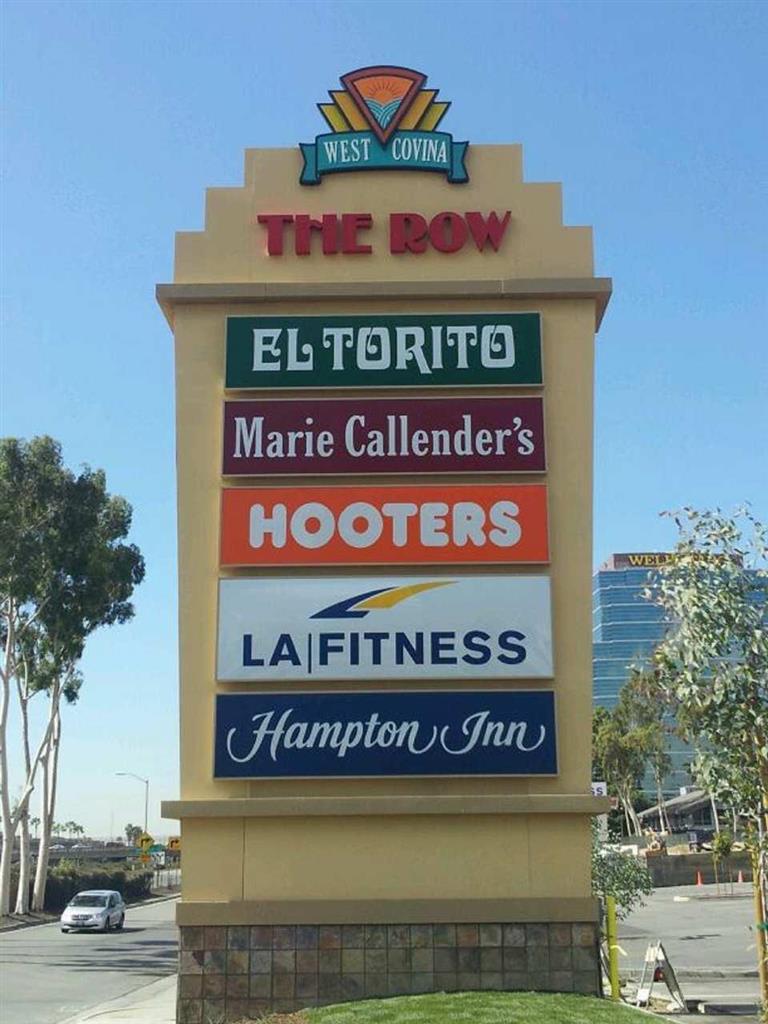 WEST COVINA
THE ROW
EL TORITO
Marie Callender's
HOOTERS
LA|FITNESS
Hampton Inn